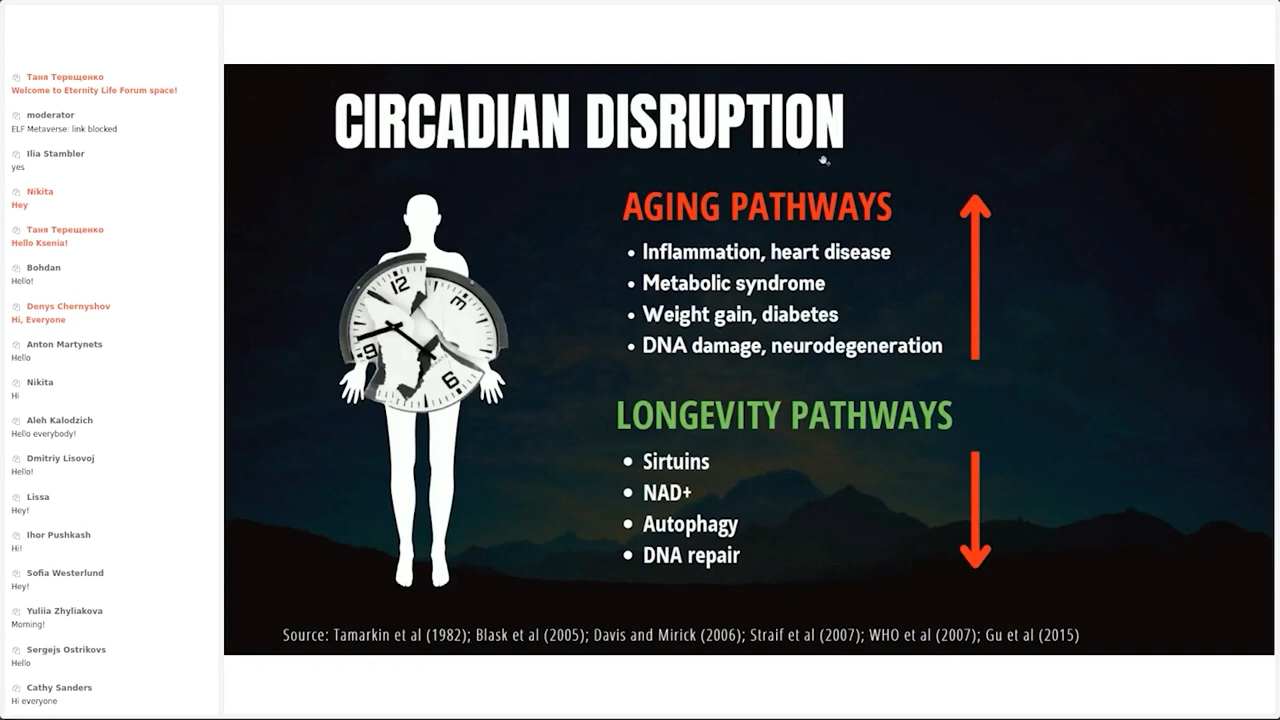 Таня Терещенко
Welcome to Eternity Life Forum space!
moderator
ELF Metaverse: link blocked
Ilia Stambler
yes
Nikita
Hey
Таня Терещенко
Hello Ksenia!
Bohdan
Hello!
Denys Chernyshov
Hi, Everyone
Anton Martynets
Hello
Nikita
Hi
Aleh Kalodzich
Hello everybody!
Dmitriy Lisovoj
Hello!
Lissa
Hey!
Ihor Pushkash
Hi!
Sofia Westerlund
Hey!
Yuliia Zhyliakova
Morning!
Sergejs Ostrikovs
Hello
Cathy Sanders
Hi everyone
CIRCADIAN DISRUPTION
12
3
6
9
AGING PATHWAYS
• Inflammation, heart disease
• Metabolic syndrome
• Weight gain, diabetes
• DNA damage, neurodegeneration
LONGEVITY PATHWAYS
• Sirtuins
• NAD+
• Autophagy
• DNA repair
Source: Tamarkin et al (1982); Blask et al (2005); Davis and Mirick (2006); Straif et al (2007); WHO et al (2007); Gu et al (2015)